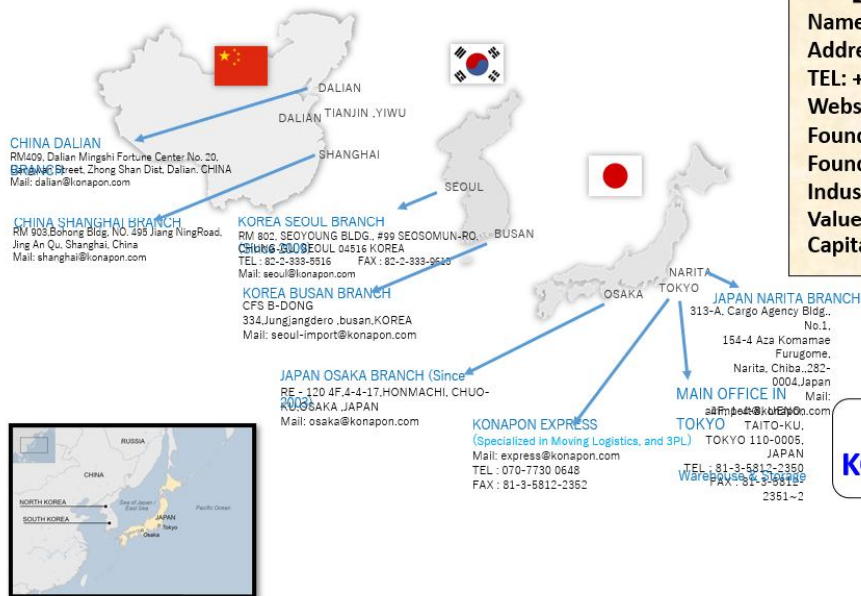 DALIAN
DALIAN TIANJIN ,YIWU
SHANGHAI
CHINA DALIAN
BRANCH
RM409, Dalian Mingshi Fortune Center No. 20,
Street, Zhong Shan Dist, Dalian. CHINA
Mail: dalian@konapon.com
CHINA SHANGHAI BRANCH
RM 903,Bohong Bldg, NO. 495 Jiang NingRoad,
Jing An Qu, Shanghai, China
Mail: shanghai@konapon.com
SEOUL
BUSAN
KOREA SEOUL BRANCH
(Since 2009)
RM 802, SEOYOUNG BLDG., #99 SEOSOMUN-RO,
CHUNG-GU, SEOUL 04516 KOREA
TEL : 82-2-333-5516 FAX : 82-2-333-9613
Mail: seoul@konapon.com
KOREA BUSAN BRANCH
CFS B-DONG
334,Jungjangdero ,busan,KOREA
Mail: seoul-import@konapon.com
NARITA
TOKYO
OSAKA
JAPAN OSAKA BRANCH (Since
2003)
RE - 120 4F,4-4-17,HONMACHI, CHUO-
KU,OSAKA ,JAPAN
Mail: osaka@konapon.com
KONAPON EXPRESS
(Specialized in Moving Logistics, and 3PL)
Mail: express@konapon.com
TEL : 070-7730 0648
FAX : 81-3-5812-2352
JAPAN NARITA BRANCH
313-A, Cargo Agency Bldg.,
No.1,
154-4 Aza Komamae
Furugome,
Narita, Chiba.,282-
0004,Japan
Mail:
MAIN OFFICE IN
TOKYO
TAITO-KU,
TOKYO 110-0005,
JAPAN
TEL : 81-3-5812-2350
FAX : 81-3-5812-
2351~2
Warehouse & Storage
Name
Addre
TEL: +
Webs
Found
Found
Indus
Value
Capita
K
RUSSIA
CHINA
NORTH KOREA
SOUTH KOREA
Sea of Japan /
East Sea
JAPAN
Tokyo
Osaka
Pacific Ocean